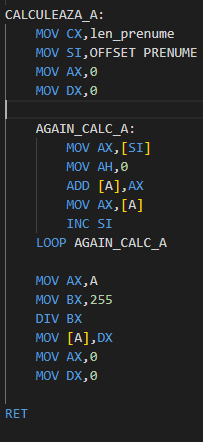 CALCULEAZA_A:
MOV CX,len_prenume
MOV SI,OFFSET PRENUME
MOV AX,0
MOV DX,0
AGAIN_CALC_A:
MOV AX,[SI]
MOV AH,0
ADD [A],AX
MOV AX,[A]
INC SI
LOOP AGAIN_CALC_A
MOV AX,A
MOV BX,255
DIV BX
MOV [A],DX
MOV AX,0
MOV DX,0
RET